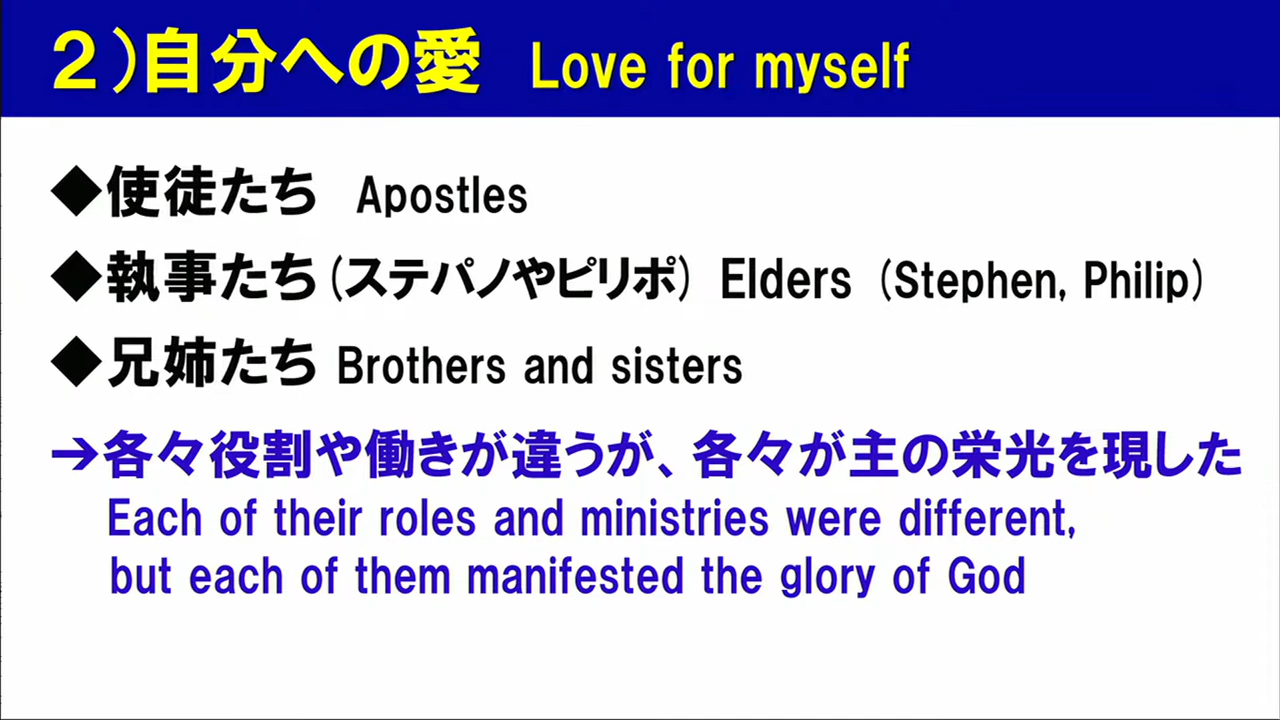 2)自分への愛 Love for myself
◆使徒たち Apostles
◆執事たち(ステパノやピリポ) Elders (Stephen, Philip)
◆兄姉たち Brothers and sisters
→各々役割や働きが違うが、各々が主の栄光を現した
Each of their roles and ministries were different,
but each of them manifested the glory of God